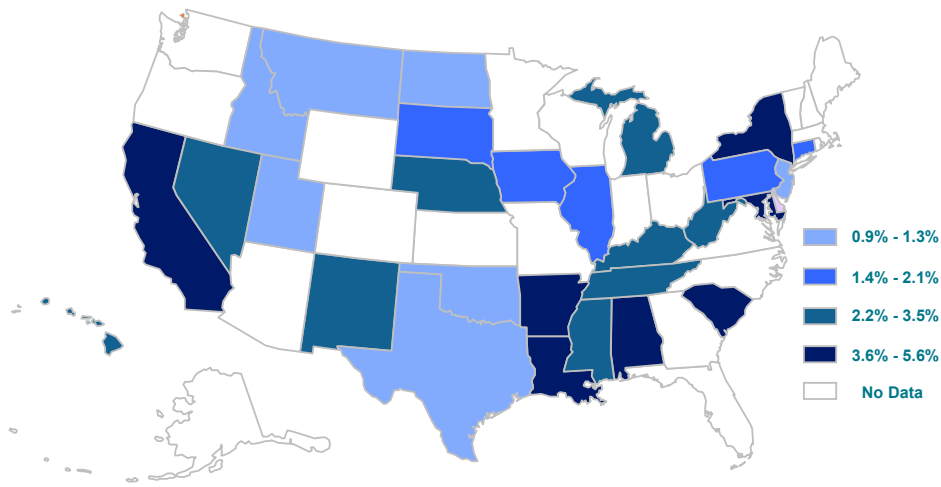 0.9% - 1.3%
1.4% - 2.1%
2.2% - 3.5%
3.6% - 5.6%
No Data